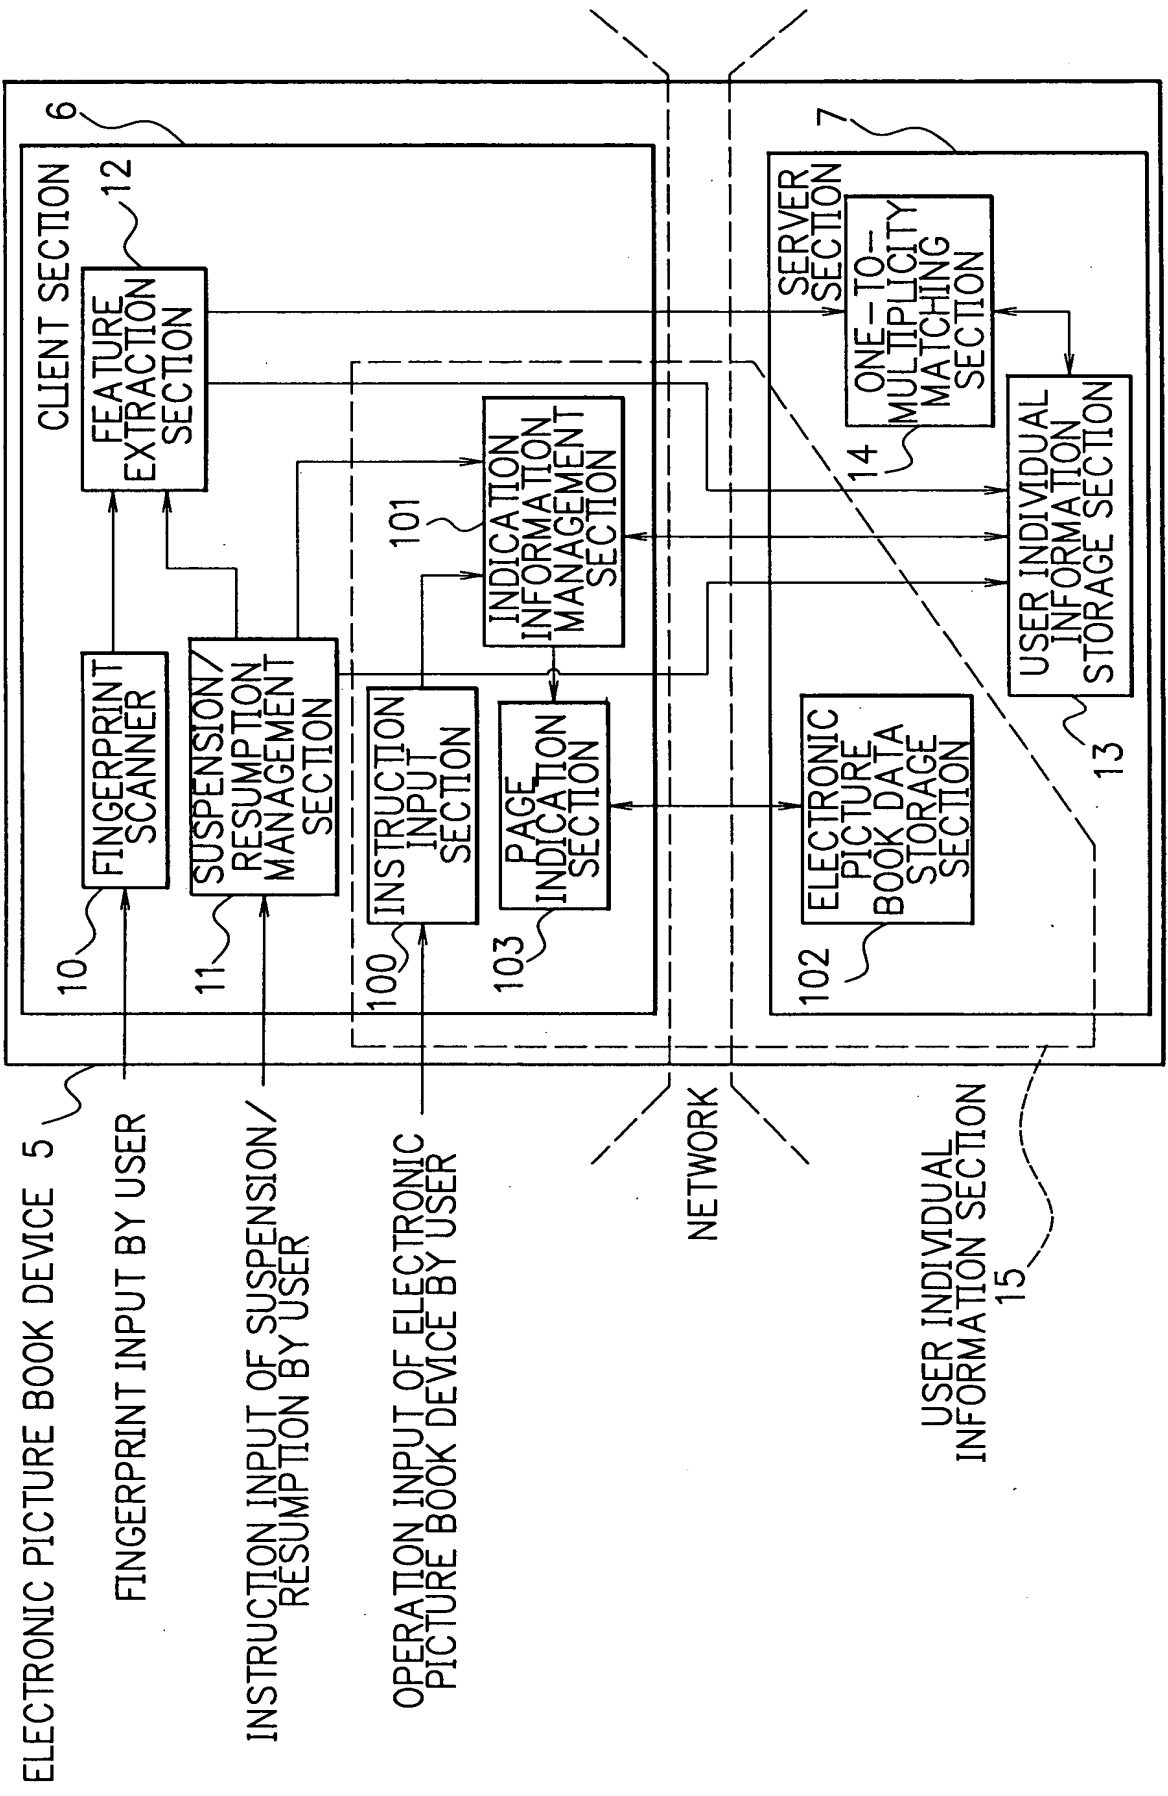 ELECTRONIC PICTURE BOOK DEVICE 5
FINGERPRINT INPUT BY USER
INSTRUCTION INPUT OF SUSPENSION/
RESUMPTION BY USER
OPERATION INPUT OF ELECTRONIC
PICTURE BOOK DEVICE BY USER
NETWORK
USER INDIVIDUAL
INFORMATION SECTION
15
CLIENT SECTION
6
10
FINGERPRINT
SCANNER
12
FEATURE
EXTRACTION
SECTION
11
SUSPENSION/
RESUMPTION
MANAGEMENT
SECTION
100
INSTRUCTION
INPUT
SECTION
101
INDICATION
INFORMATION
MANAGEMENT
SECTION
103
PAGE
INDICATION
SECTION
7
SERVER
SECTION
102
ELECTRONIC
PICTURE
BOOK DATA
STORAGE
SECTION
14
ONE-TO-
MULTIPLICITY
MATCHING
SECTION
13
USER INDIVIDUAL
INFORMATION
STORAGE SECTION